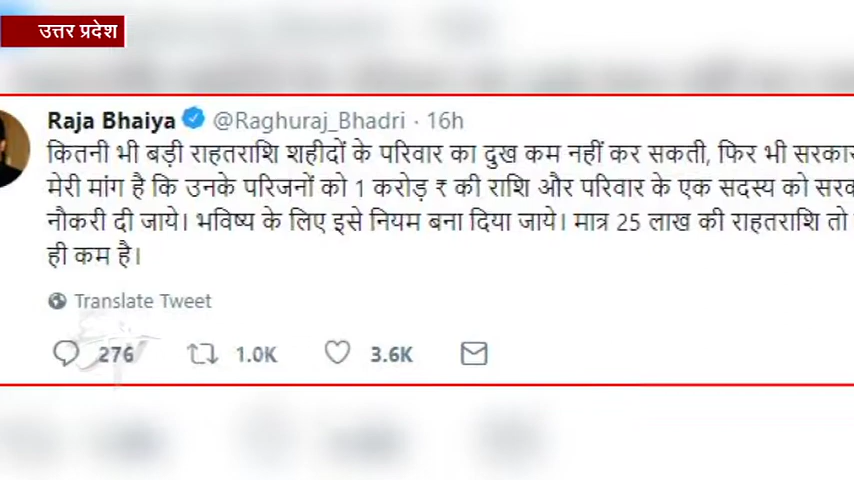 उत्तर प्रदेश
Raja Bhaiya @Raghuraj_Bhadri · 16h
कितनी भी बड़ी राहतराशि शहीदों के परिवार का दुख कम नहीं कर सकती, फिर भी सरकार
मेरी मांग है कि उनके परिजनों को 1 करोड़ ₹ की राशि और परिवार के एक सदस्य को
नौकरी दी जाये। भविष्य के लिए इसे नियम बना दिया जाये। मात्र 25 लाख की राहतराशि तो
ही कम है।
Translate Tweet
276 1.0K 3.6K